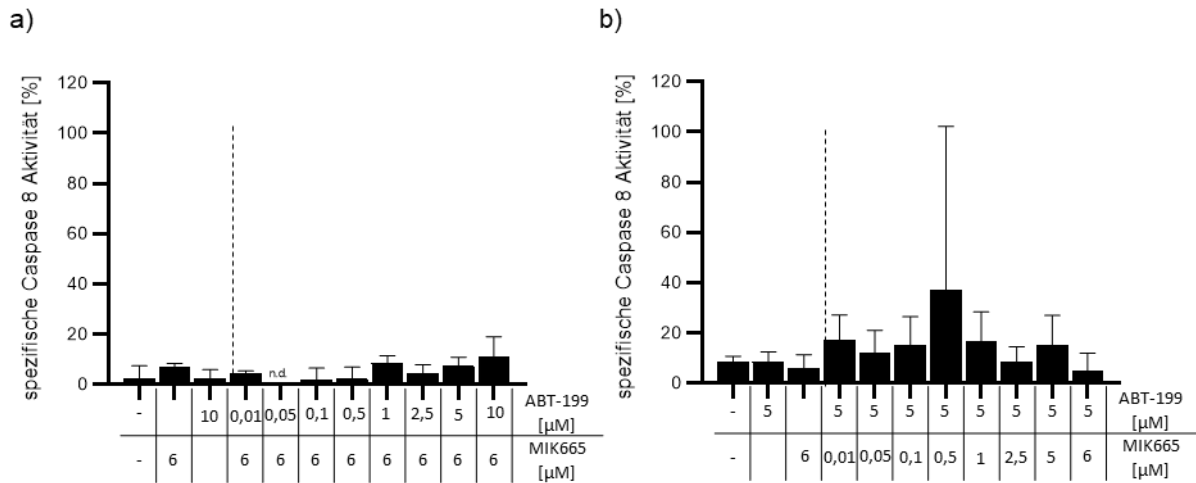 a)
spezifische Caspase 8 Aktivität [%]
120
100
80
60
40
20
0
n.d.
- 10 0,01 0,05 0,1 0,5 1 2,5 5 10 ABT-199 [µM]
- 6 6 6 6 6 6 6 6 6 MIK665 [µM]
b)
spezifische Caspase 8 Aktivität [%]
120
100
80
60
40
20
0
- 5 5 5 5 5 5 5 5 5 ABT-199 [µM]
- 6 0,01 0,05 0,1 0,5 1 2,5 5 6 MIK665 [µM]